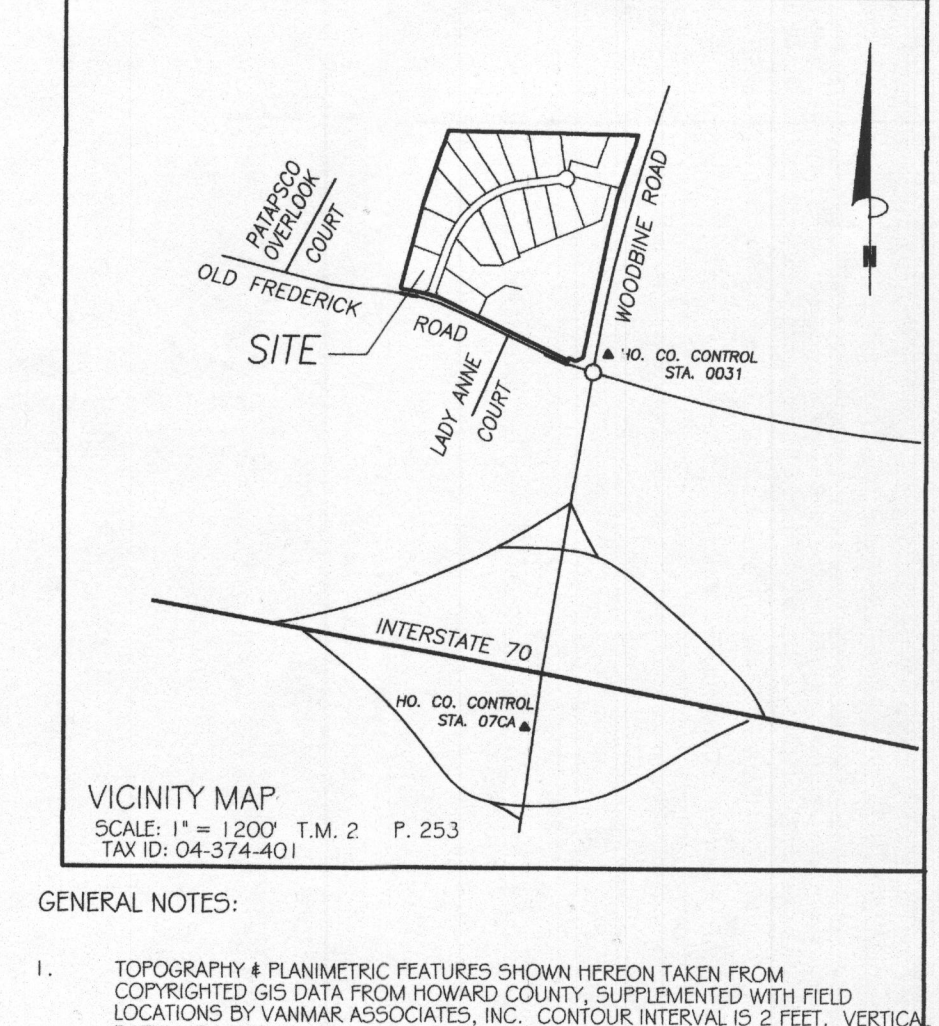 PATAPSCO
OVERLOOK
COURT
OLD FREDERICK
ROAD
WOODBINE ROAD
N
SITE
LADY ANNE
COURT
HO. CO. CONTROL
STA. 0031
INTERSTATE 70
HO. CO. CONTROL
STA. 07CA
VICINITY MAP
SCALE: 1" = 1200' T.M. 2 P. 253
TAX ID: 04-374-401
GENERAL NOTES:
1. TOPOGRAPHY & PLANIMETRIC FEATURES SHOWN HEREON TAKEN FROM
COPYRIGHTED GIS DATA FROM HOWARD COUNTY, SUPPLEMENTED WITH FIELD
LOCATIONS BY VANMAR ASSOCIATES, INC. CONTOUR INTERVAL IS 2 FEET. VERTICA